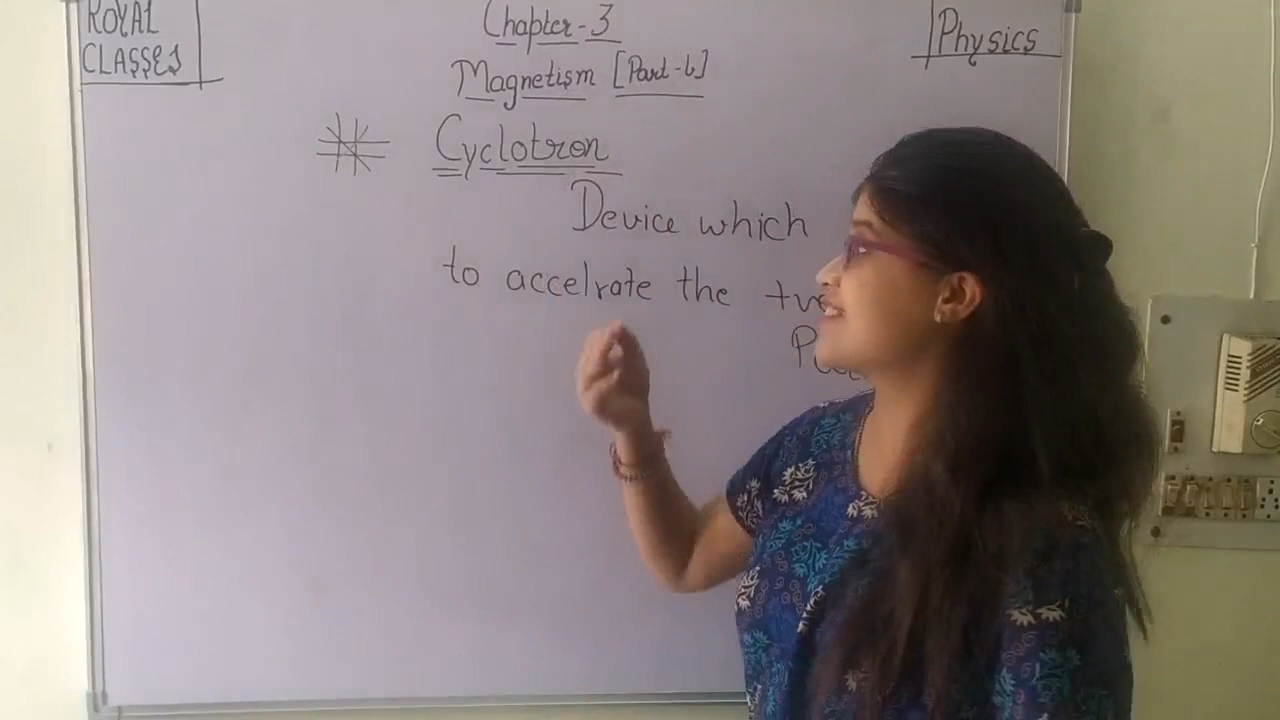 ROYAL
CLASSES
Chapter-3
Physics
Magnetism [Part-6]
Cyclotron
Device which
to accelrate the